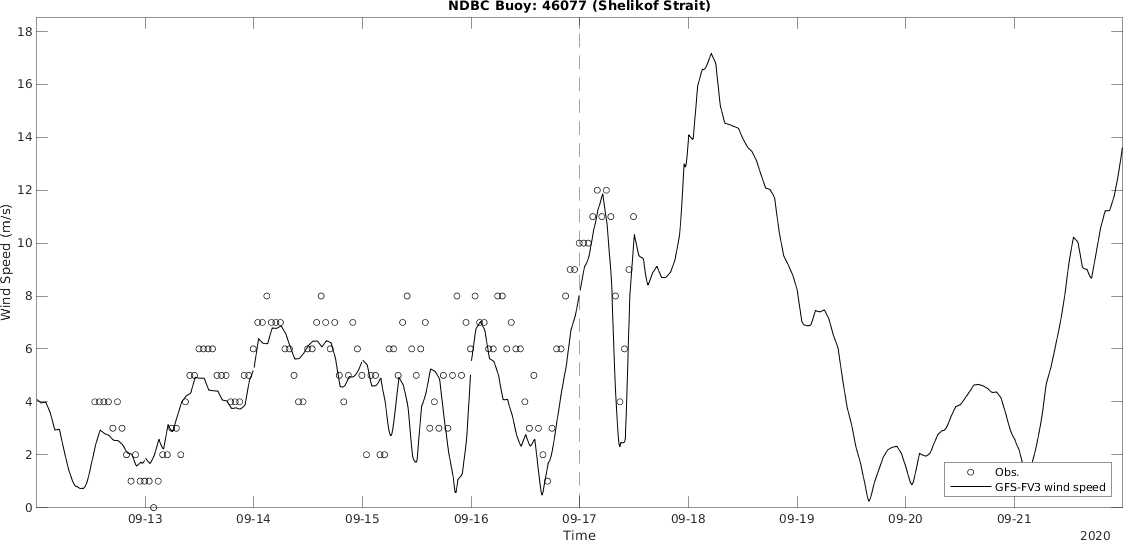 NDBC Buoy: 46077 (Shelikof Strait)
18
16
14
12
10
8
6
4
2
0
Wind Speed (m/s)
Obs.
GFS-FV3 wind speed
09-13 09-14 09-15 09-16 09-17 09-18 09-19 09-20 09-21
Time
2020